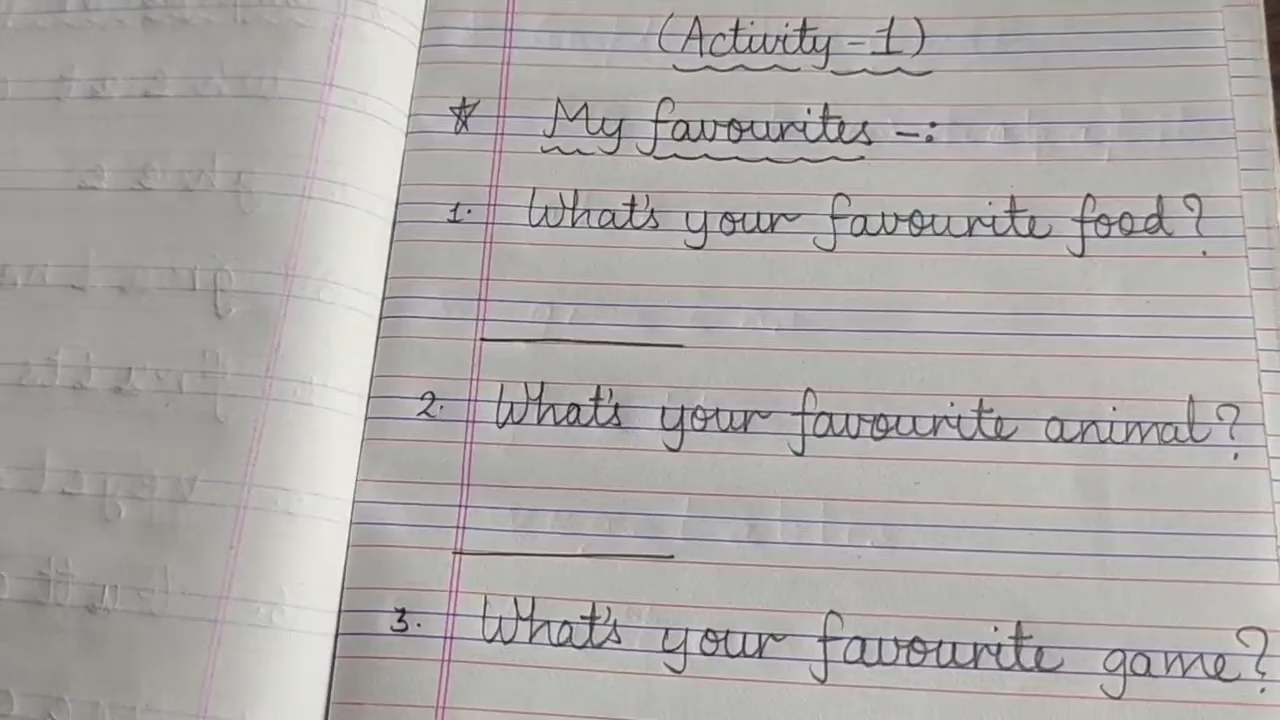 (Activity - 1)
☆ My favourites -:
1. What's your favourite food?
2. What's your favourite animal?
3. What's your favourite game?